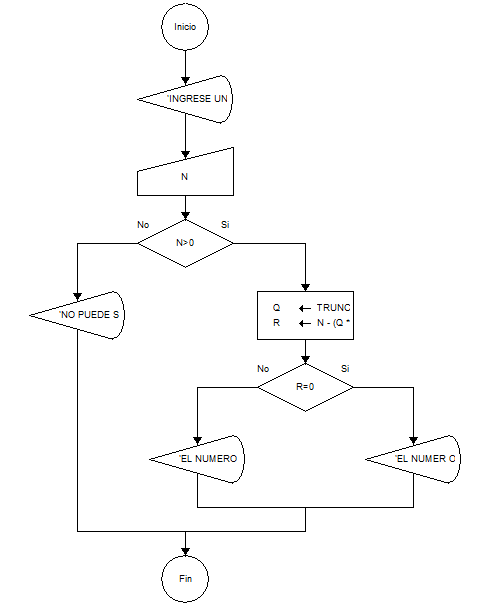 Inicio
'INGRESE UN
N
No
Si
N>0
'NO PUEDE S
Q ← TRUNC
R ← N - (Q *
No
Si
R=0
'EL NUMERO
'EL NUMER O
Fin